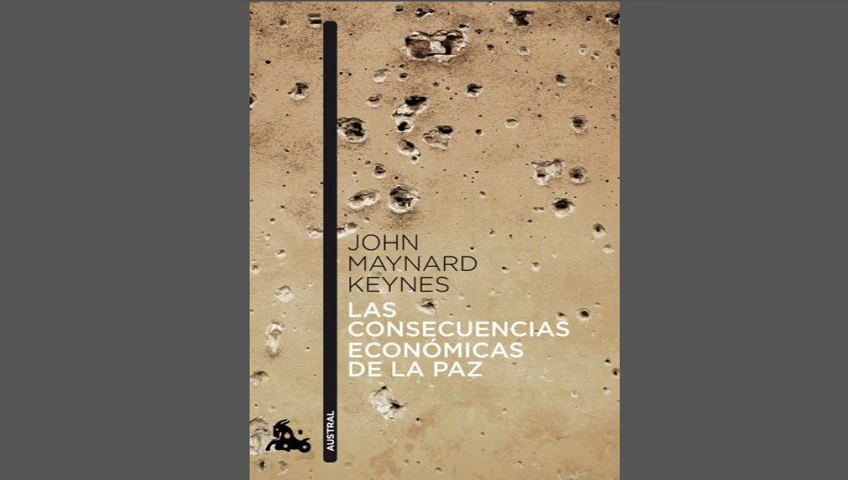 JOHN
MAYNARD
KEYNES
LAS
CONSECUENCIAS
ECONÓMICAS
DE LA PAZ
AUSTRAL